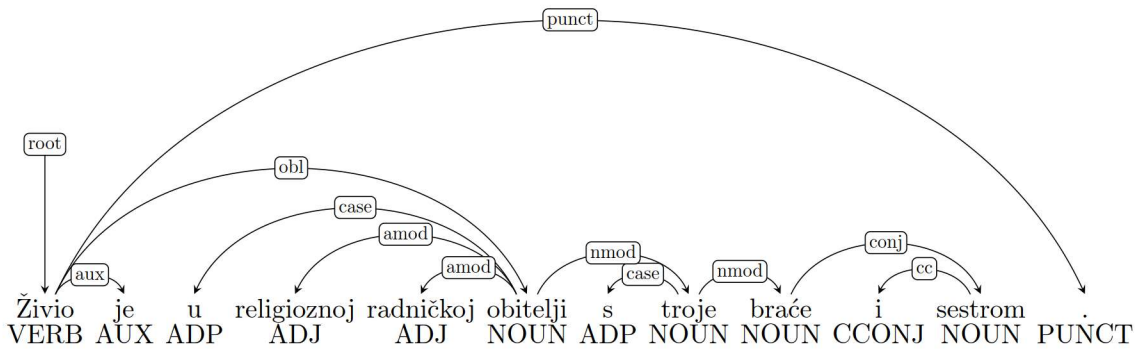 punct
root
obl
case
amod
nmod conj
aux amod case nmod cc
Živio je u religioznoj radničkoj obitelji s troje braće i sestrom .
VERB AUX ADP ADJ ADJ NOUN ADP NOUN NOUN CCONJ NOUN PUNCT